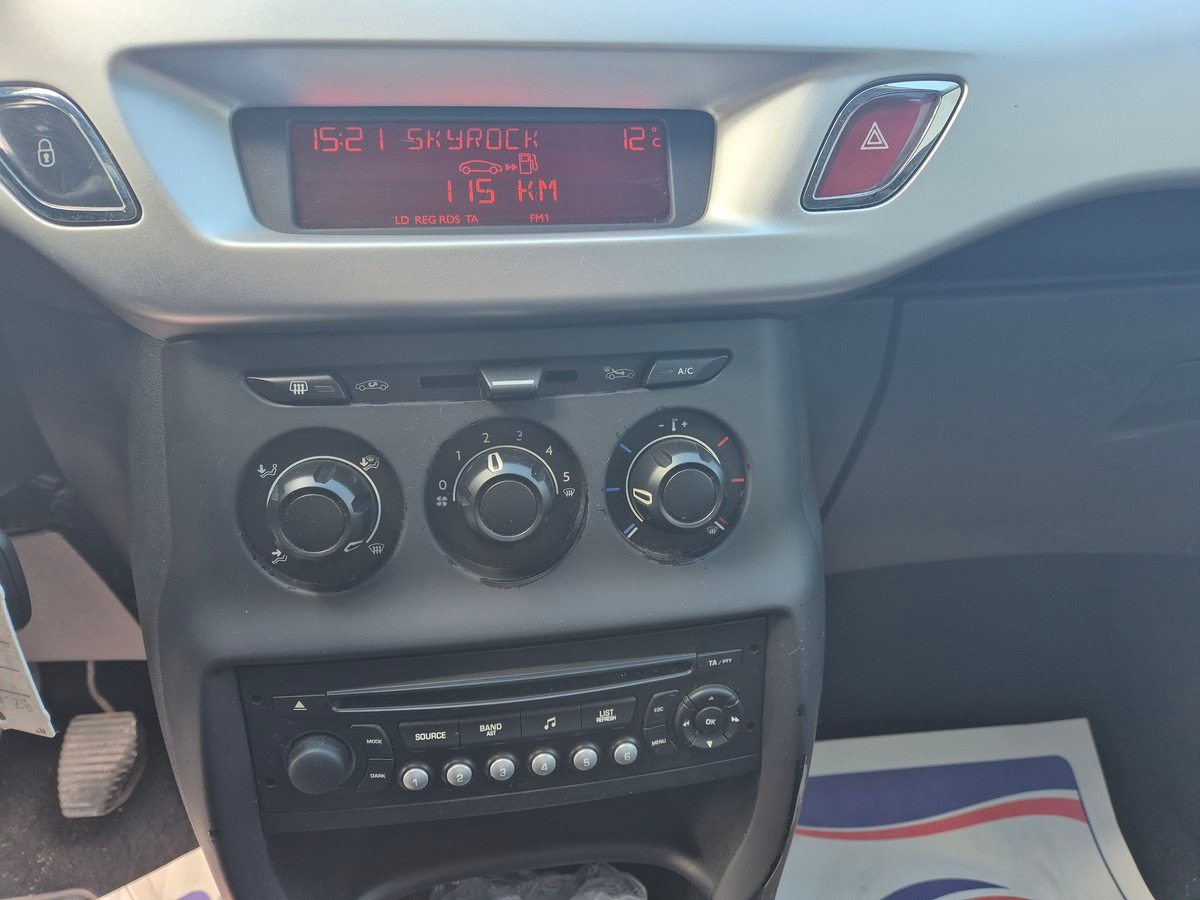 15:21 SKYROCK 12°C
115 KM
LD REG RDS TA FM1
A/C
0 1 2 3 4 5
- +
TA/PTY
SOURCE
BAND AST
LIST REFRESH
ESC
MENU
OK
MODE
DARK
1 2 3 4 5 6